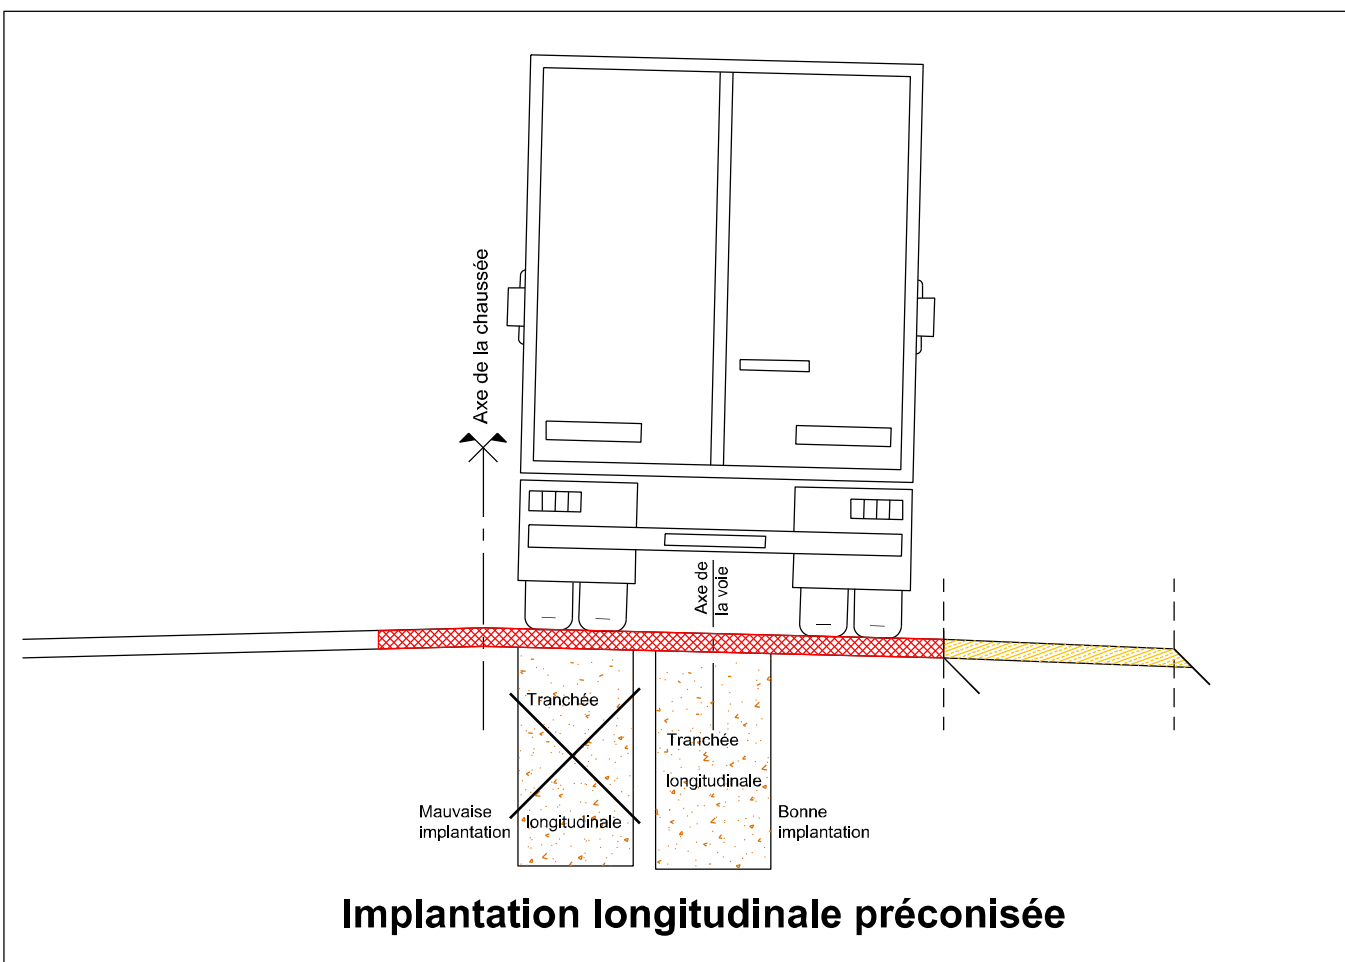 Axe de la chaussée
Axe de
la voie
Tranchée
longitudinale
Tranchée
longitudinale
Mauvaise
implantation
Bonne
implantation
Implantation longitudinale préconisée